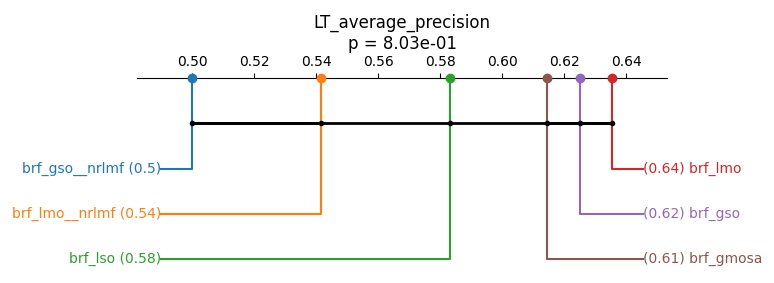 LT_average_precision
p = 8.03e-01
0.50 0.52 0.54 0.56 0.58 0.60 0.62 0.64
brf_gso__nrlmf (0.5) (0.64) brf_lmo
brf_lmo__nrlmf (0.54) (0.62) brf_gso
brf_lso (0.58) (0.61) brf_gmosa